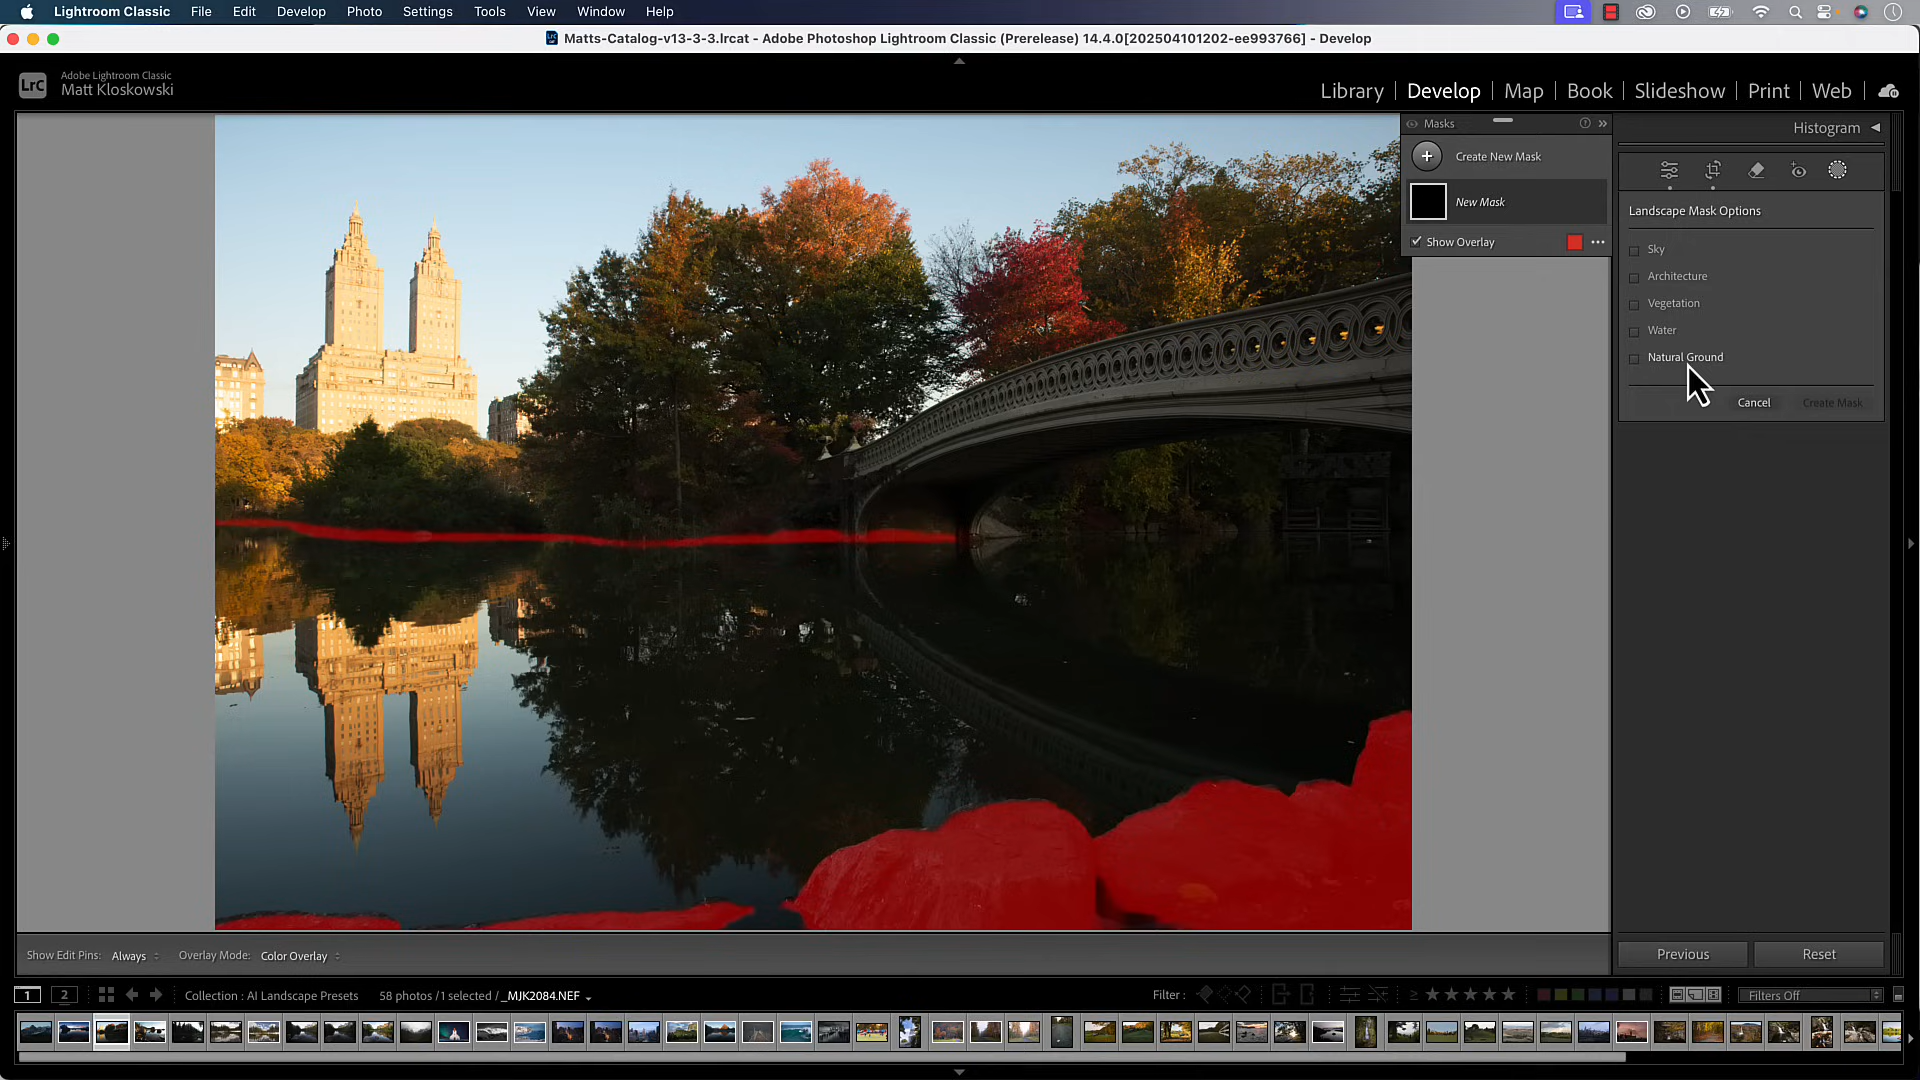 Lightroom Classic File Edit Develop Photo Settings Tools View Window Help
Matts-Catalog-v13-3-3.lrcat - Adobe Photoshop Lightroom Classic (Prerelease) 14.4.0[202504101202-ee993766] - Develop
LrC
Adobe Lightroom Classic
Matt Kloskowski
Library | Develop | Map | Book | Slideshow | Print | Web |
Masks
Histogram
Create New Mask
New Mask
Show Overlay
Landscape Mask Options
Sky
Architecture
Vegetation
Water
Natural Ground
Cancel Create Mask
Show Edit Pins: Always Overlay Mode: Color Overlay
Previous Reset
1 2 Collection : AI Landscape Presets 58 photos /1 selected / _MJK2084.NEF Filter : ≥ Filters Off